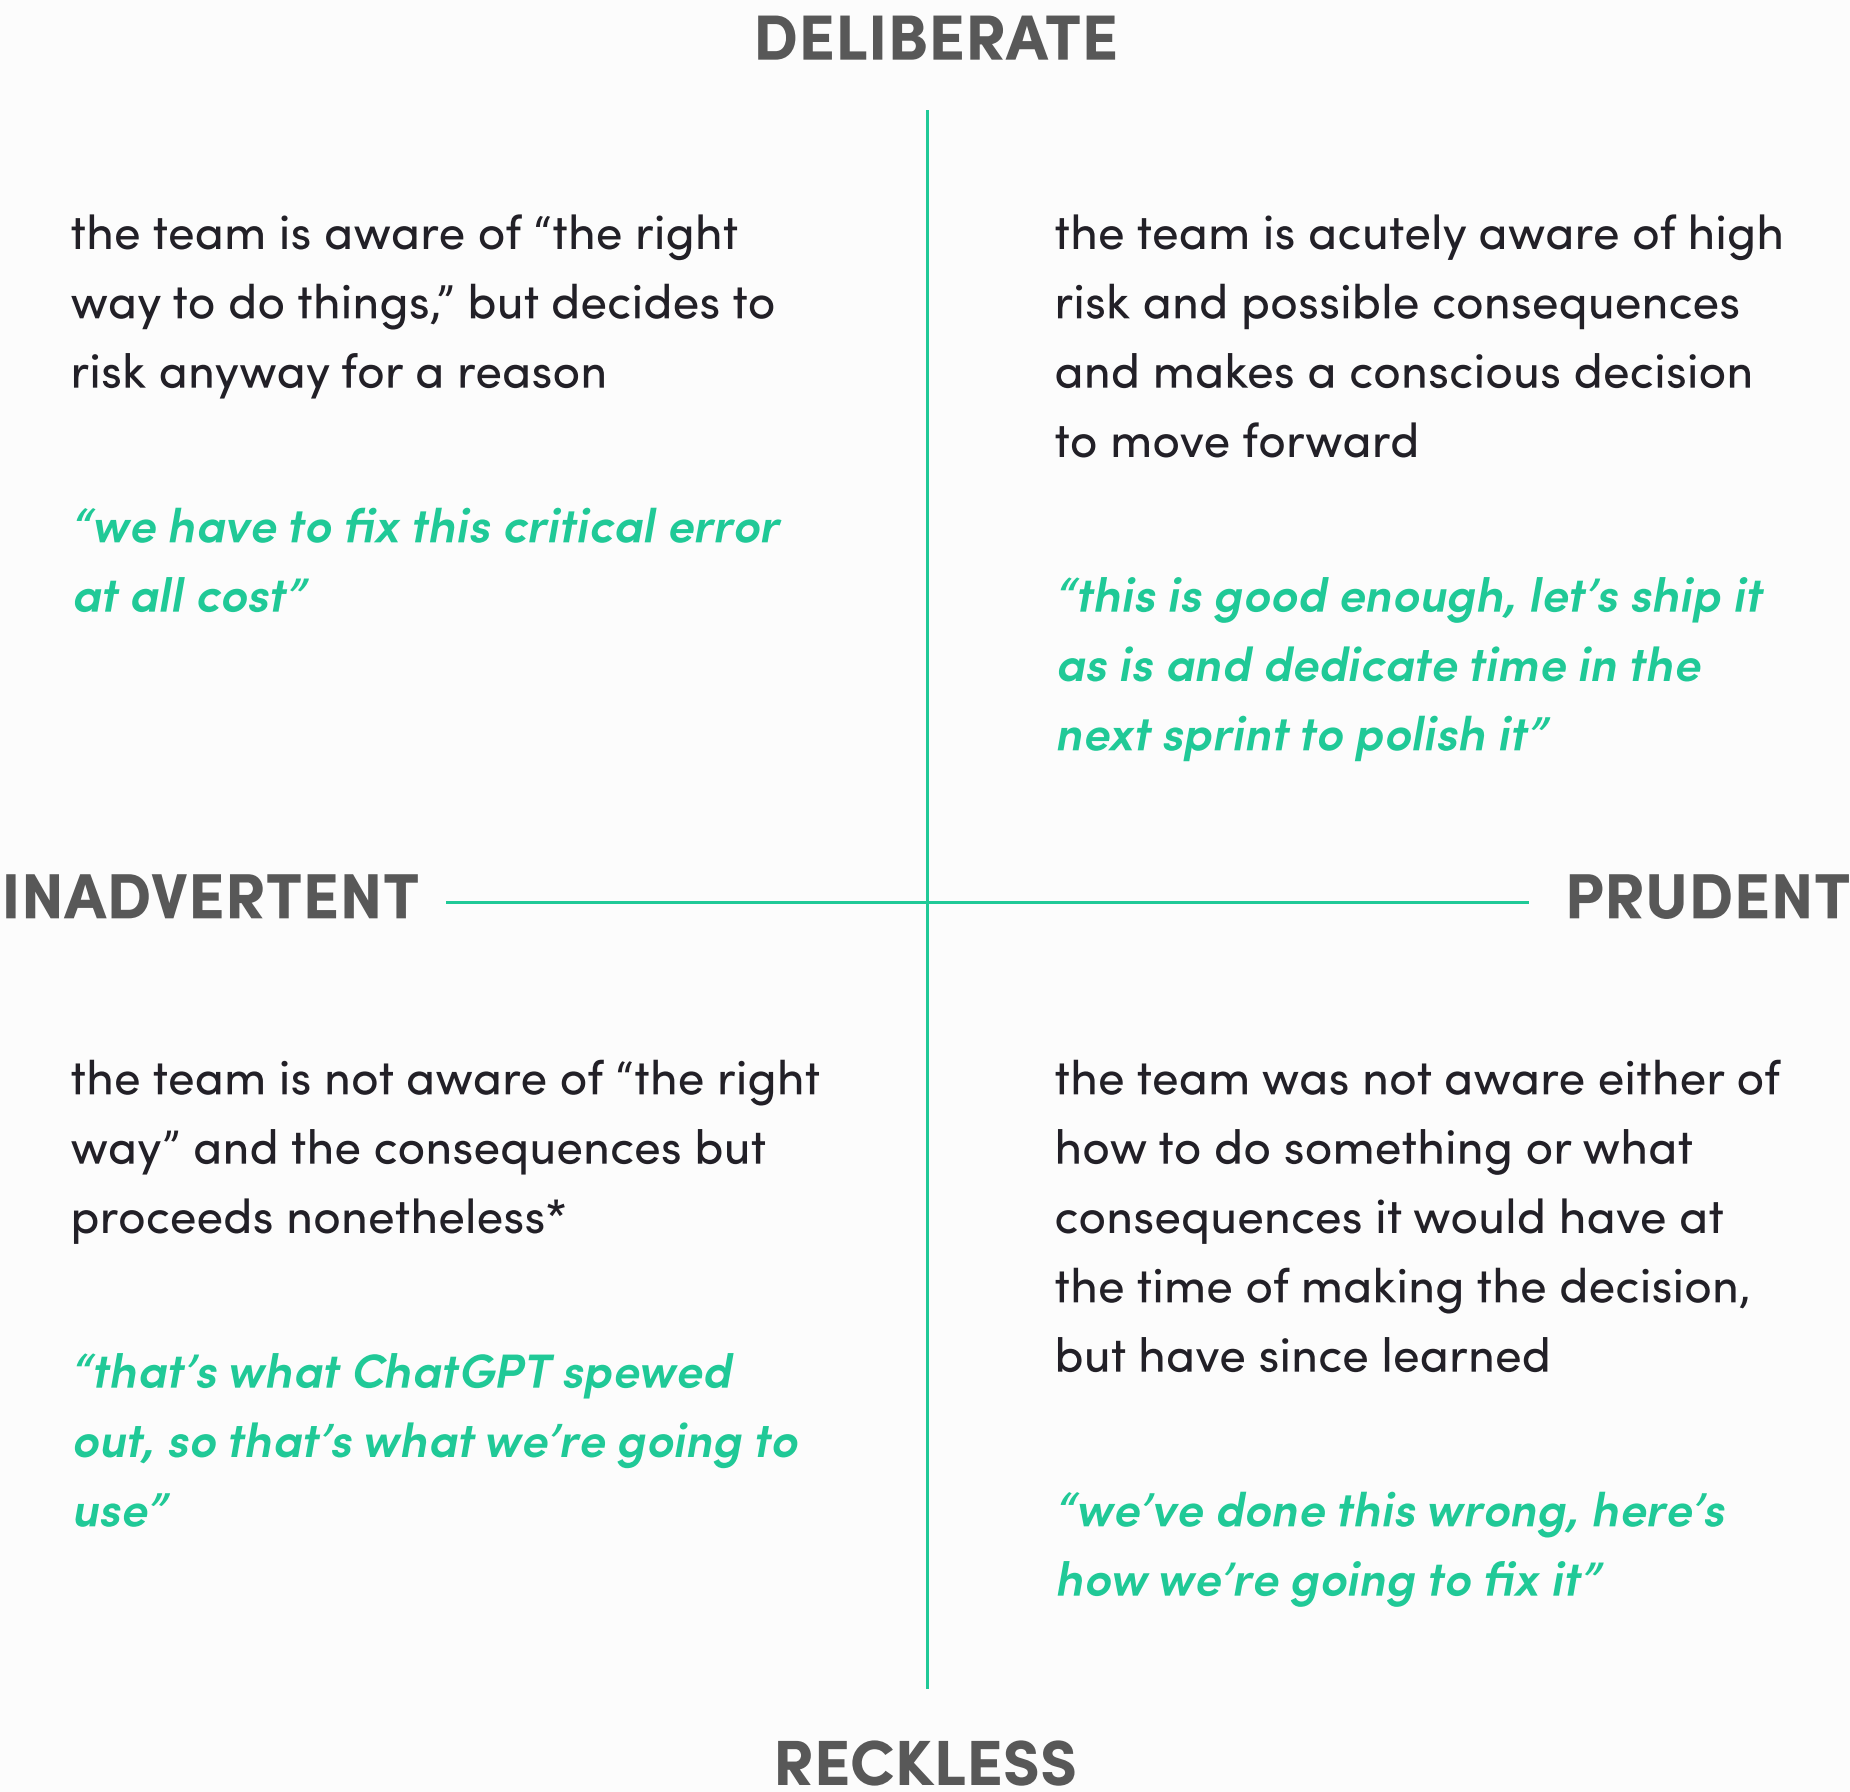 DELIBERATE
the team is aware of “the right
way to do things,” but decides to
risk anyway for a reason
“we have to fix this critical error
at all cost”
the team is acutely aware of high
risk and possible consequences
and makes a conscious decision
to move forward
“this is good enough, let’s ship it
as is and dedicate time in the
next sprint to polish it”
INADVERTENT
PRUDENT
the team is not aware of “the right
way” and the consequences but
proceeds nonetheless*
“that’s what ChatGPT spewed
out, so that’s what we’re going to
use”
the team was not aware either of
how to do something or what
consequences it would have at
the time of making the decision,
but have since learned
“we’ve done this wrong, here’s
how we’re going to fix it”
RECKLESS